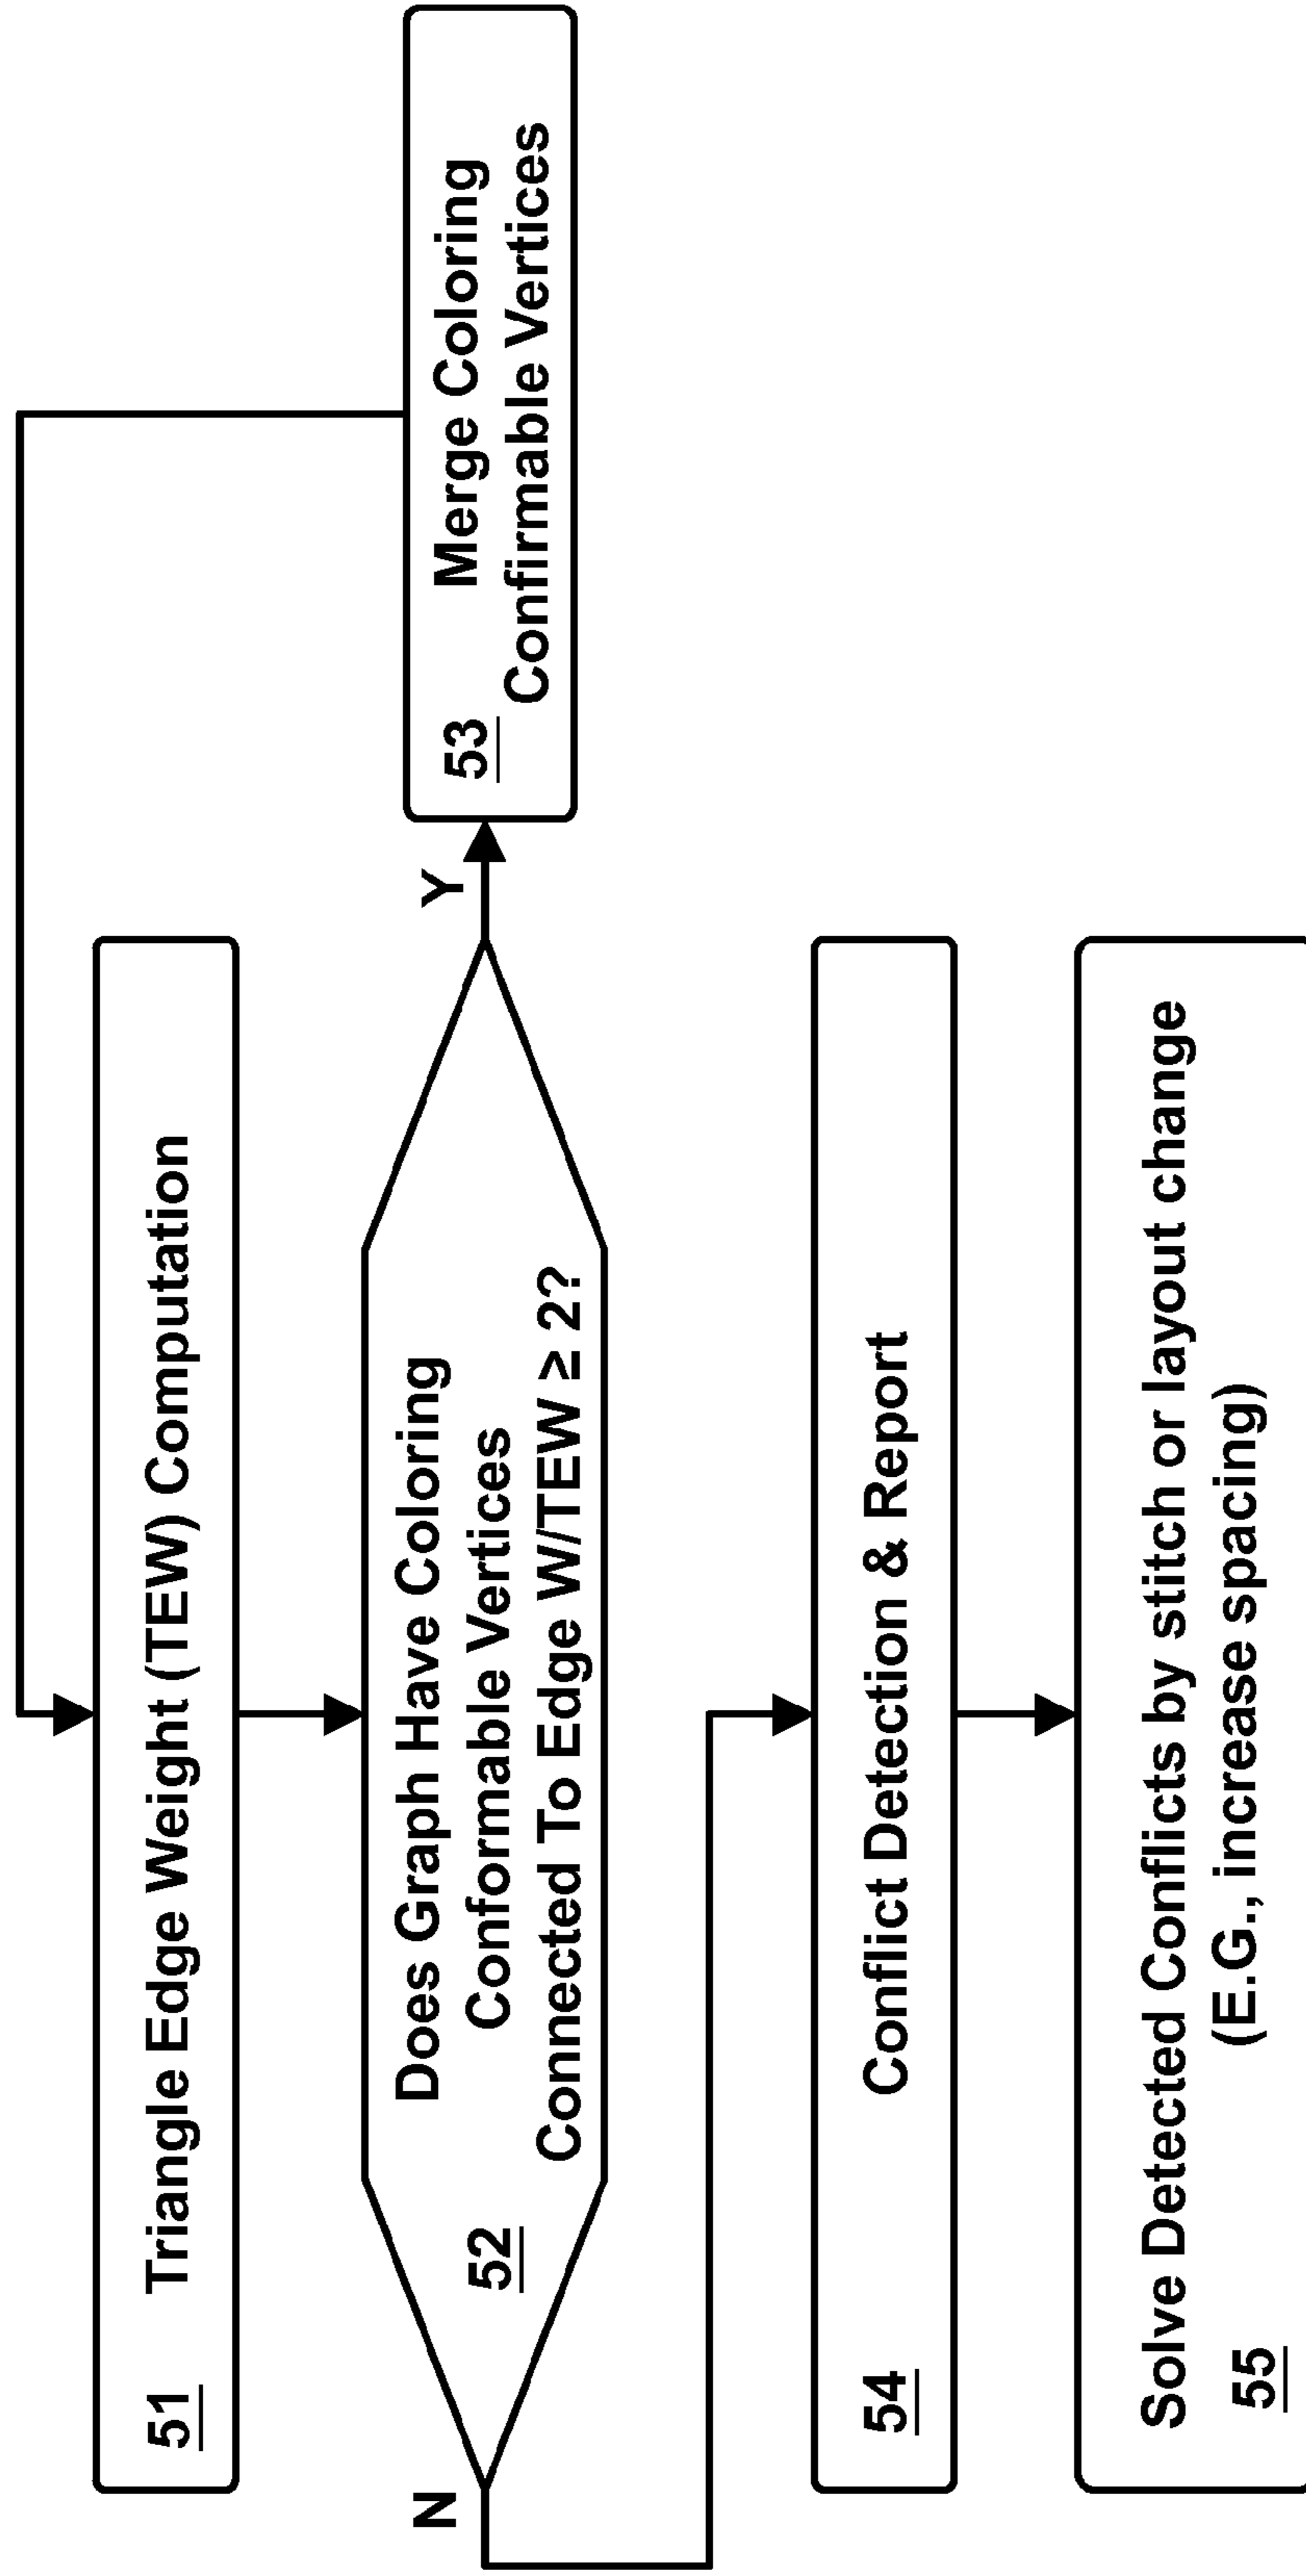 51 Triangle Edge Weight (TEW) Computation
Does Graph Have Coloring
Conformable Vertices
52
Connected To Edge W/TEW ≥ 2?
Y
N
53 Merge Coloring
Confirmable Vertices
54 Conflict Detection & Report
Solve Detected Conflicts by stitch or layout change
55 (E.G., increase spacing)